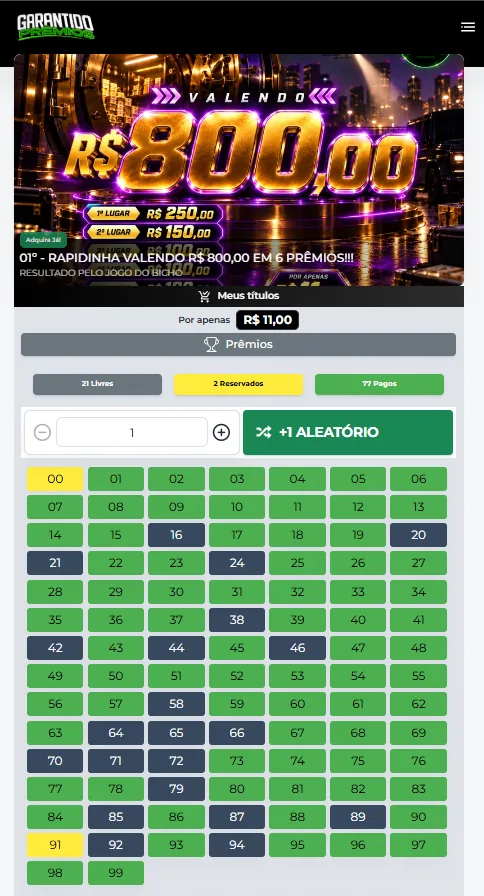 GARANTIDO
PREMIOS
VALENDO
R$800,00
1º LUGAR R$ 250,00
2º LUGAR R$ 150,00
Adquira Já!
01º - RAPIDINHA VALENDO R$ 800,00 EM 6 PRÊMIOS!!!
RESULTADO PELO JOGO DO BICHO
POR APENAS
Meus títulos
Por apenas R$ 11,00
Prêmios
21 Livres 2 Reservados 77 Pagos
1 +1 ALEATÓRIO
00 01 02 03 04 05 06
07 08 09 10 11 12 13
14 15 16 17 18 19 20
21 22 23 24 25 26 27
28 29 30 31 32 33 34
35 36 37 38 39 40 41
42 43 44 45 46 47 48
49 50 51 52 53 54 55
56 57 58 59 60 61 62
63 64 65 66 67 68 69
70 71 72 73 74 75 76
77 78 79 80 81 82 83
84 85 86 87 88 89 90
91 92 93 94 95 96 97
98 99